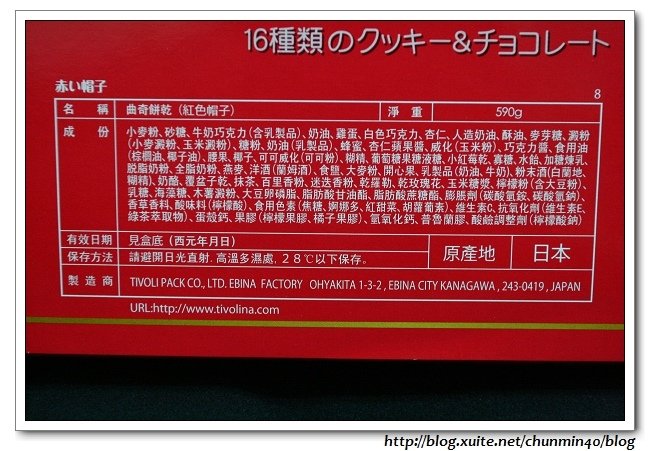 16種類のクッキー&チョコレート
赤い帽子
8
名 稱 曲奇餅乾 (紅色帽子) 淨 重 590g
成 份 小麥粉、砂糖、牛奶巧克力(含乳製品)、奶油、雞蛋、白色巧克力、杏仁、人造奶油、酥油、麥芽糖、澱粉
(小麥澱粉、玉米澱粉)、糖粉、奶油(乳製品)、蜂蜜、杏仁蘋果醬、威化(玉米粉)、巧克力醬、食用油
(棕櫚油、椰子油)、腰果、椰子、可可威化(可可粉)、糊精、葡萄糖果糖液糖、小紅莓乾、寡糖、水飴、加糖煉乳、
脫脂奶粉、全脂奶粉、燕麥、洋酒(蘭姆酒)、食鹽、大麥粉、開心果、乳製品(奶油、牛奶)、粉末酒(白蘭地、
糊精)、奶酪、覆盆子乾、抹茶、百里香粉、迷迭香粉、乾羅勒、乾玫瑰花、玉米糖漿、檸檬粉(含大豆粉)、
乳糖、海藻糖、木薯澱粉、大豆卵磷脂、脂肪酸甘油酯、脂肪酸蔗糖酯、膨脹劑(碳酸氫銨、碳酸氫鈉)、
香草香料、酸味料(檸檬酸)、食用色素(焦糖、婀娜多、紅甜菜、胡蘿蔔素)、維生素C、抗氧化劑(維生素E、
綠茶萃取物)、蛋殼鈣、果膠(檸檬果膠、橘子果膠)、氫氧化鈣、普魯蘭膠、酸鹼調整劑(檸檬酸鈉)
有效日期 見盒底 (西元年月日) 原產地 日本
保存方法 請避開日光直射.高溫多濕處.28℃以下保存。
製 造 商 TIVOLI PACK CO., LTD. EBINA FACTORY OHYAKITA 1-3-2 , EBINA CITY KANAGAWA , 243-0419 , JAPAN
URL:http://www.tivolina.com
http://blog.xuite.net/chunmin40/blog